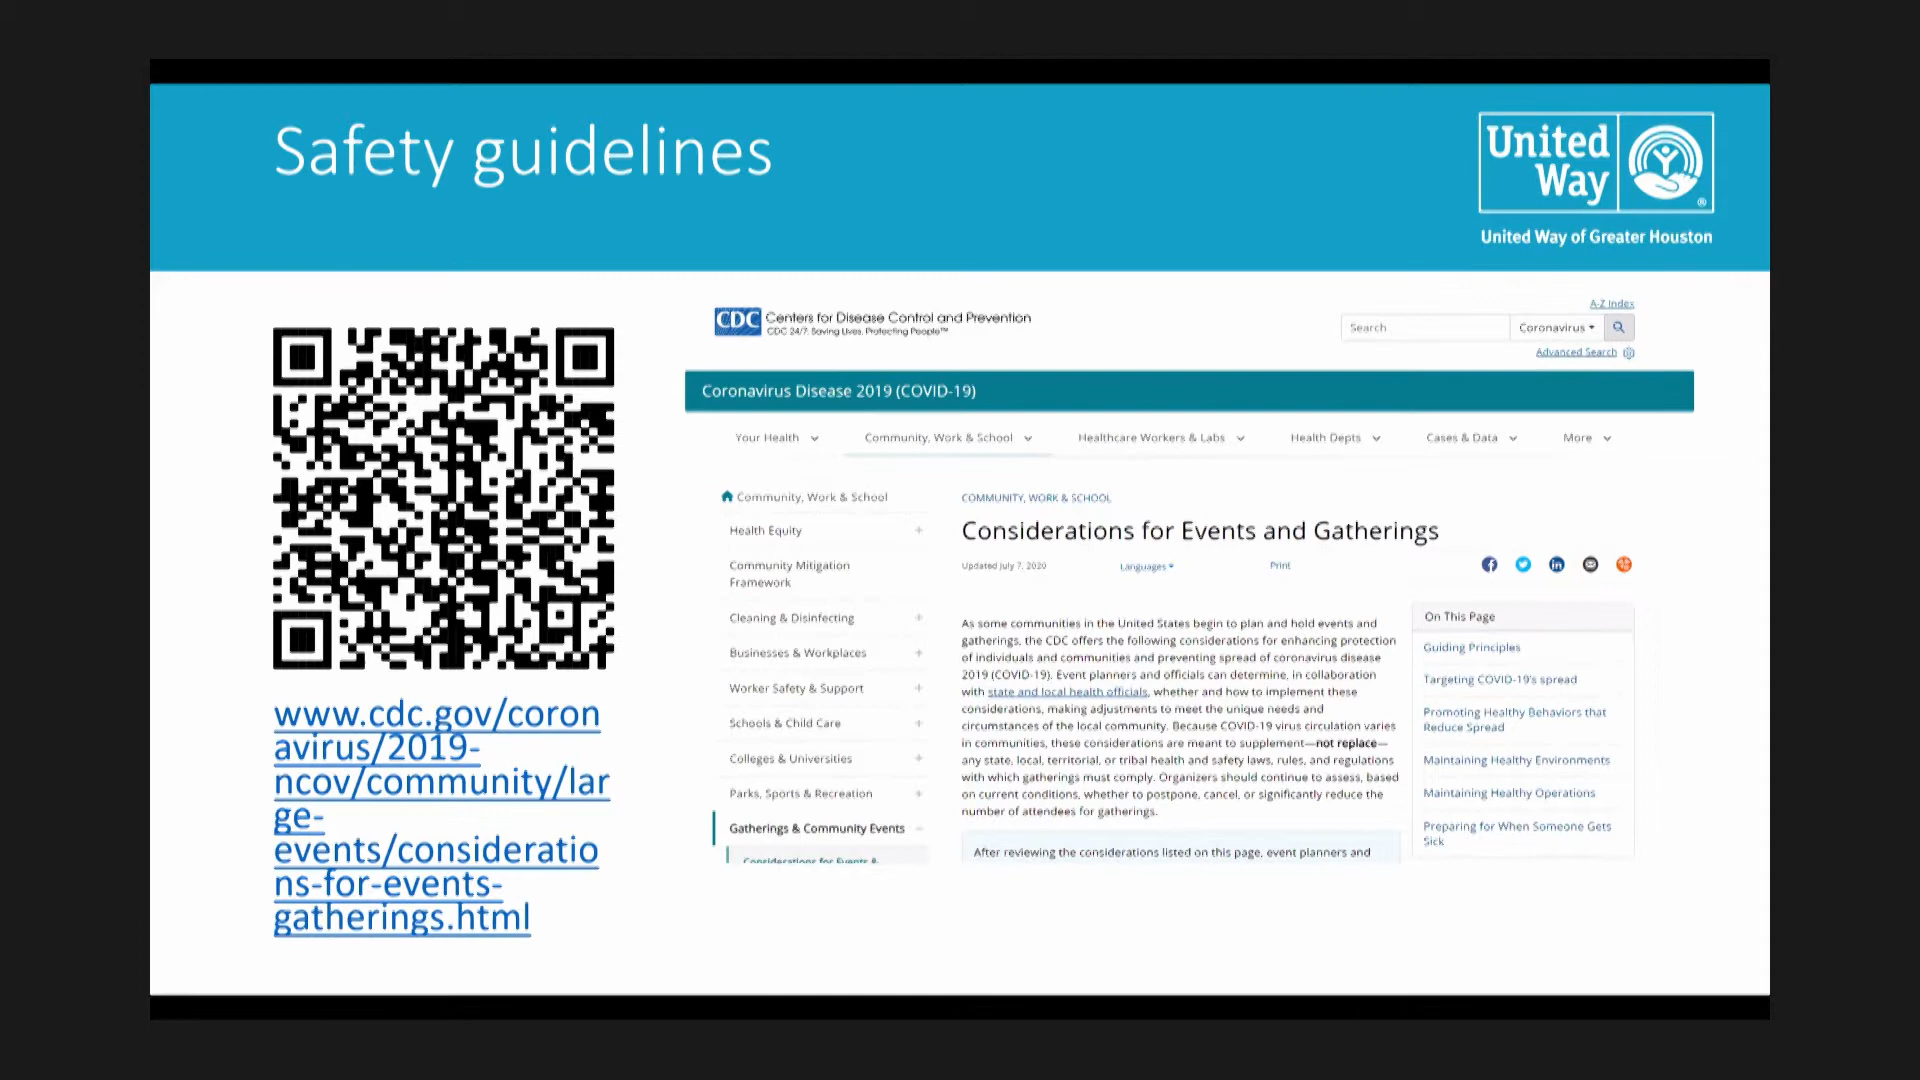 Safety guidelines
United
Way
®
United Way of Greater Houston
www.cdc.gov/coron
avirus/2019-
ncov/community/lar
ge-
events/consideratio
ns-for-events-
gatherings.html
CDC Centers for Disease Control and Prevention
CDC 24/7: Saving Lives. Protecting People™
A-Z Index
Search Coronavirus
Advanced Search
Coronavirus Disease 2019 (COVID-19)
Your Health Community, Work & School Healthcare Workers & Labs Health Depts Cases & Data More
Community, Work & School
Health Equity +
Community Mitigation
Framework
Cleaning & Disinfecting +
Businesses & Workplaces +
Worker Safety & Support +
Schools & Child Care +
Colleges & Universities +
Parks, Sports & Recreation +
Gatherings & Community Events −
Considerations for Events &
COMMUNITY, WORK & SCHOOL
Considerations for Events and Gatherings
Updated July 7, 2020 Languages Print
As some communities in the United States begin to plan and hold events and
gatherings, the CDC offers the following considerations for enhancing protection
of individuals and communities and preventing spread of coronavirus disease
2019 (COVID-19). Event planners and officials can determine, in collaboration
with state and local health officials, whether and how to implement these
considerations, making adjustments to meet the unique needs and
circumstances of the local community. Because COVID-19 virus circulation varies
in communities, these considerations are meant to supplement—not replace—
any state, local, territorial, or tribal health and safety laws, rules, and regulations
with which gatherings must comply. Organizers should continue to assess, based
on current conditions, whether to postpone, cancel, or significantly reduce the
number of attendees for gatherings.
After reviewing the considerations listed on this page, event planners and
On This Page
Guiding Principles
Targeting COVID-19's spread
Promoting Healthy Behaviors that
Reduce Spread
Maintaining Healthy Environments
Maintaining Healthy Operations
Preparing for When Someone Gets
Sick